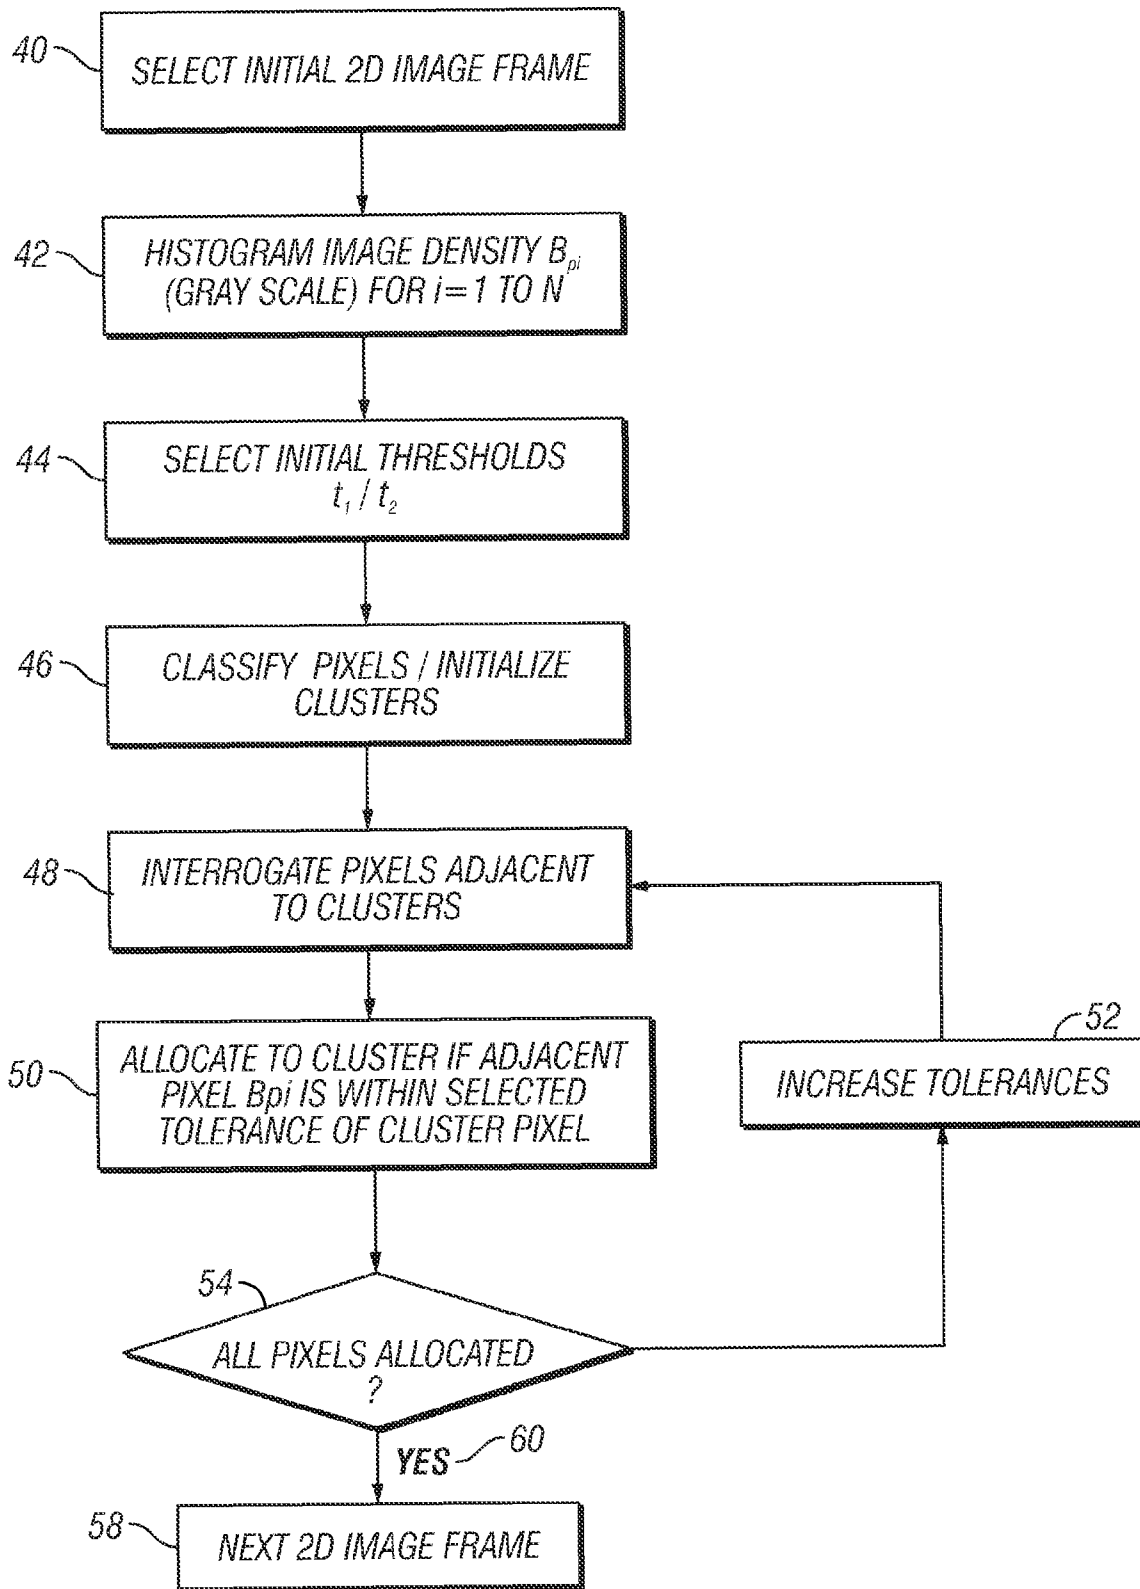 40
SELECT INITIAL 2D IMAGE FRAME
42
HISTOGRAM IMAGE DENSITY Bpi
(GRAY SCALE) FOR i=1 TO N
44
SELECT INITIAL THRESHOLDS
t1 / t2
46
CLASSIFY PIXELS / INITIALIZE
CLUSTERS
48
INTERROGATE PIXELS ADJACENT
TO CLUSTERS
50
ALLOCATE TO CLUSTER IF ADJACENT
PIXEL Bpi IS WITHIN SELECTED
TOLERANCE OF CLUSTER PIXEL
52
INCREASE TOLERANCES
54
ALL PIXELS ALLOCATED
?
YES
60
58
NEXT 2D IMAGE FRAME